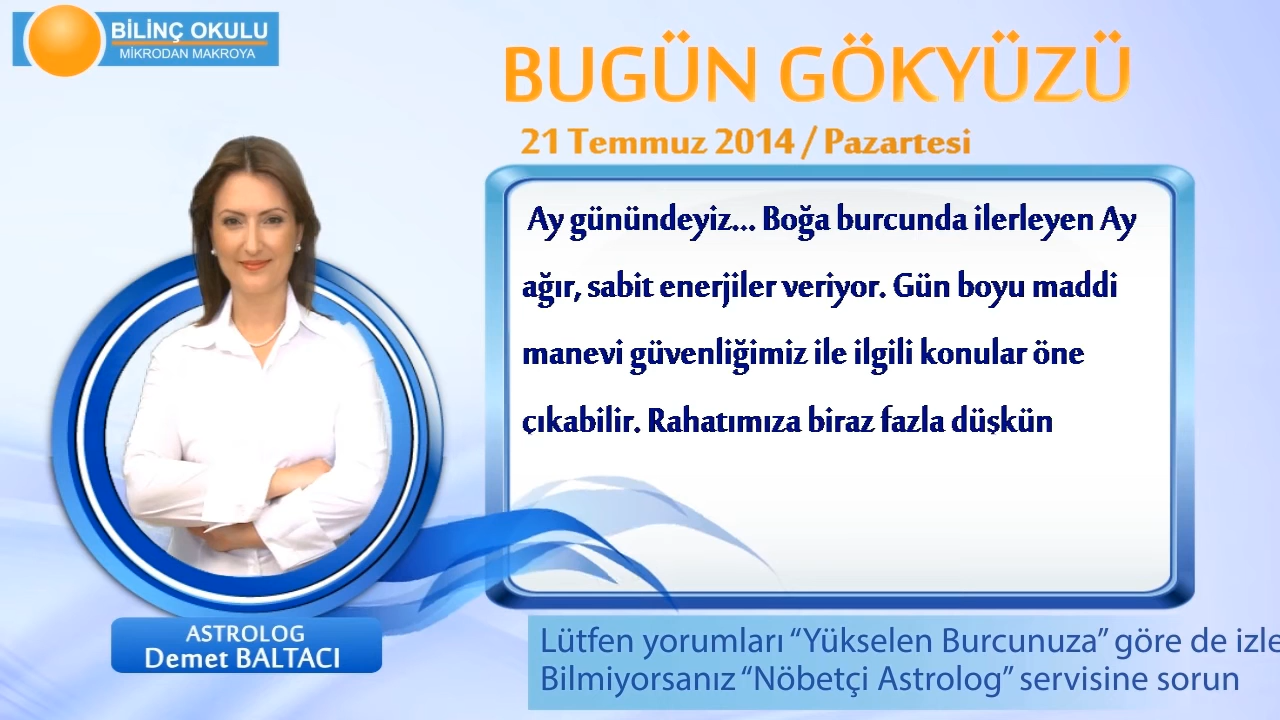 BİLİNÇ OKULU
MİKRODAN MAKROYA
BUGÜN GÖKYÜZÜ
21 Temmuz 2014 / Pazartesi
Ay günündeyiz... Boğa burcunda ilerleyen Ay
ağır, sabit enerjiler veriyor. Gün boyu maddi
manevi güvenliğimiz ile ilgili konular öne
çıkabilir. Rahatımıza biraz fazla düşkün
ASTROLOG
Demet BALTACI
Lütfen yorumları “Yükselen Burcunuza” göre de izle
Bilmiyorsanız “Nöbetçi Astrolog” servisine sorun